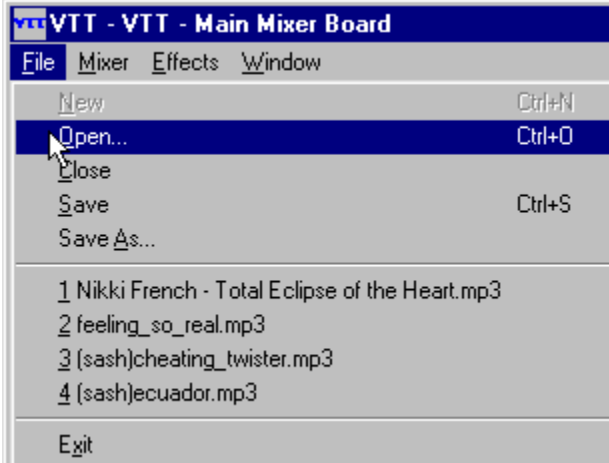 VTT VTT - VTT - Main Mixer Board
File Mixer Effects Window
New Ctrl+N
Open... Ctrl+O
Close
Save Ctrl+S
Save As...
1 Nikki French - Total Eclipse of the Heart.mp3
2 feeling_so_real.mp3
3 (sash)cheating_twister.mp3
4 (sash)ecuador.mp3
Exit